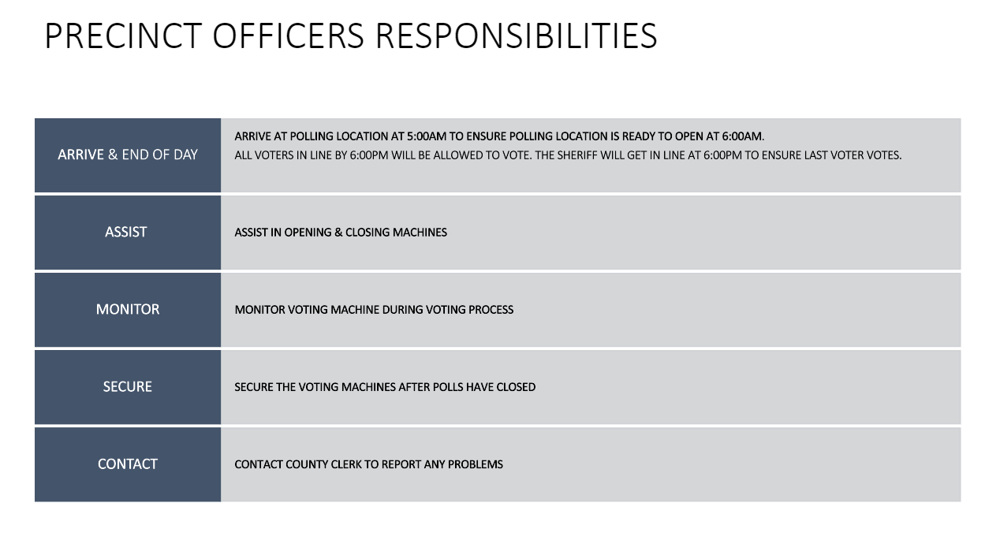 PRECINCT OFFICERS RESPONSIBILITIES
ARRIVE & END OF DAY
ARRIVE AT POLLING LOCATION AT 5:00AM TO ENSURE POLLING LOCATION IS READY TO OPEN AT 6:00AM.
ALL VOTERS IN LINE BY 6:00PM WILL BE ALLOWED TO VOTE. THE SHERIFF WILL GET IN LINE AT 6:00PM TO ENSURE LAST VOTER VOTES.
ASSIST
ASSIST IN OPENING & CLOSING MACHINES
MONITOR
MONITOR VOTING MACHINE DURING VOTING PROCESS
SECURE
SECURE THE VOTING MACHINES AFTER POLLS HAVE CLOSED
CONTACT
CONTACT COUNTY CLERK TO REPORT ANY PROBLEMS